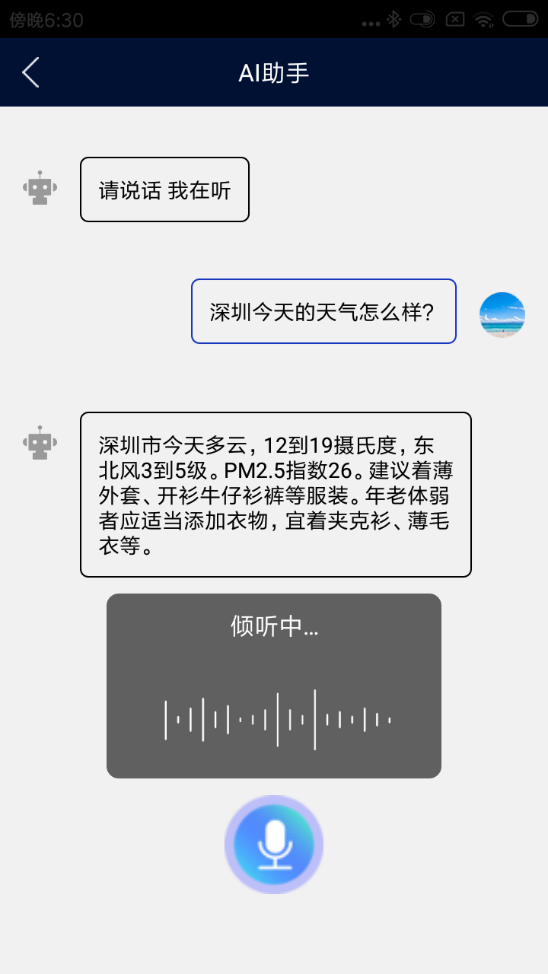 傍晚6:30
AI助手
请说话 我在听
深圳今天的天气怎么样?
深圳市今天多云，12到19摄氏度，东
北风3到5级。PM2.5指数26。建议着薄
外套、开衫牛仔衫裤等服装。年老体弱
者应适当添加衣物，宜着夹克衫、薄毛
衣等。
倾听中...